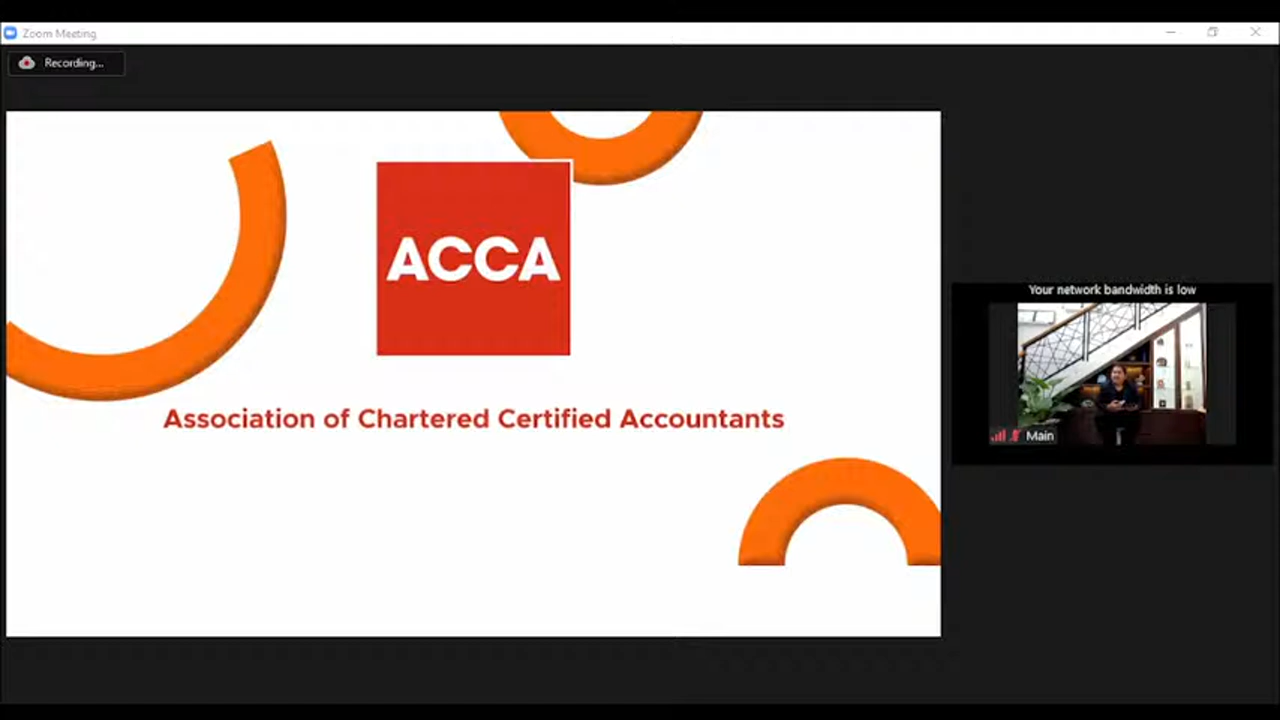 Zoom Meeting
Recording...
ACCA
Association of Chartered Certified Accountants
Your network bandwidth is low
Main